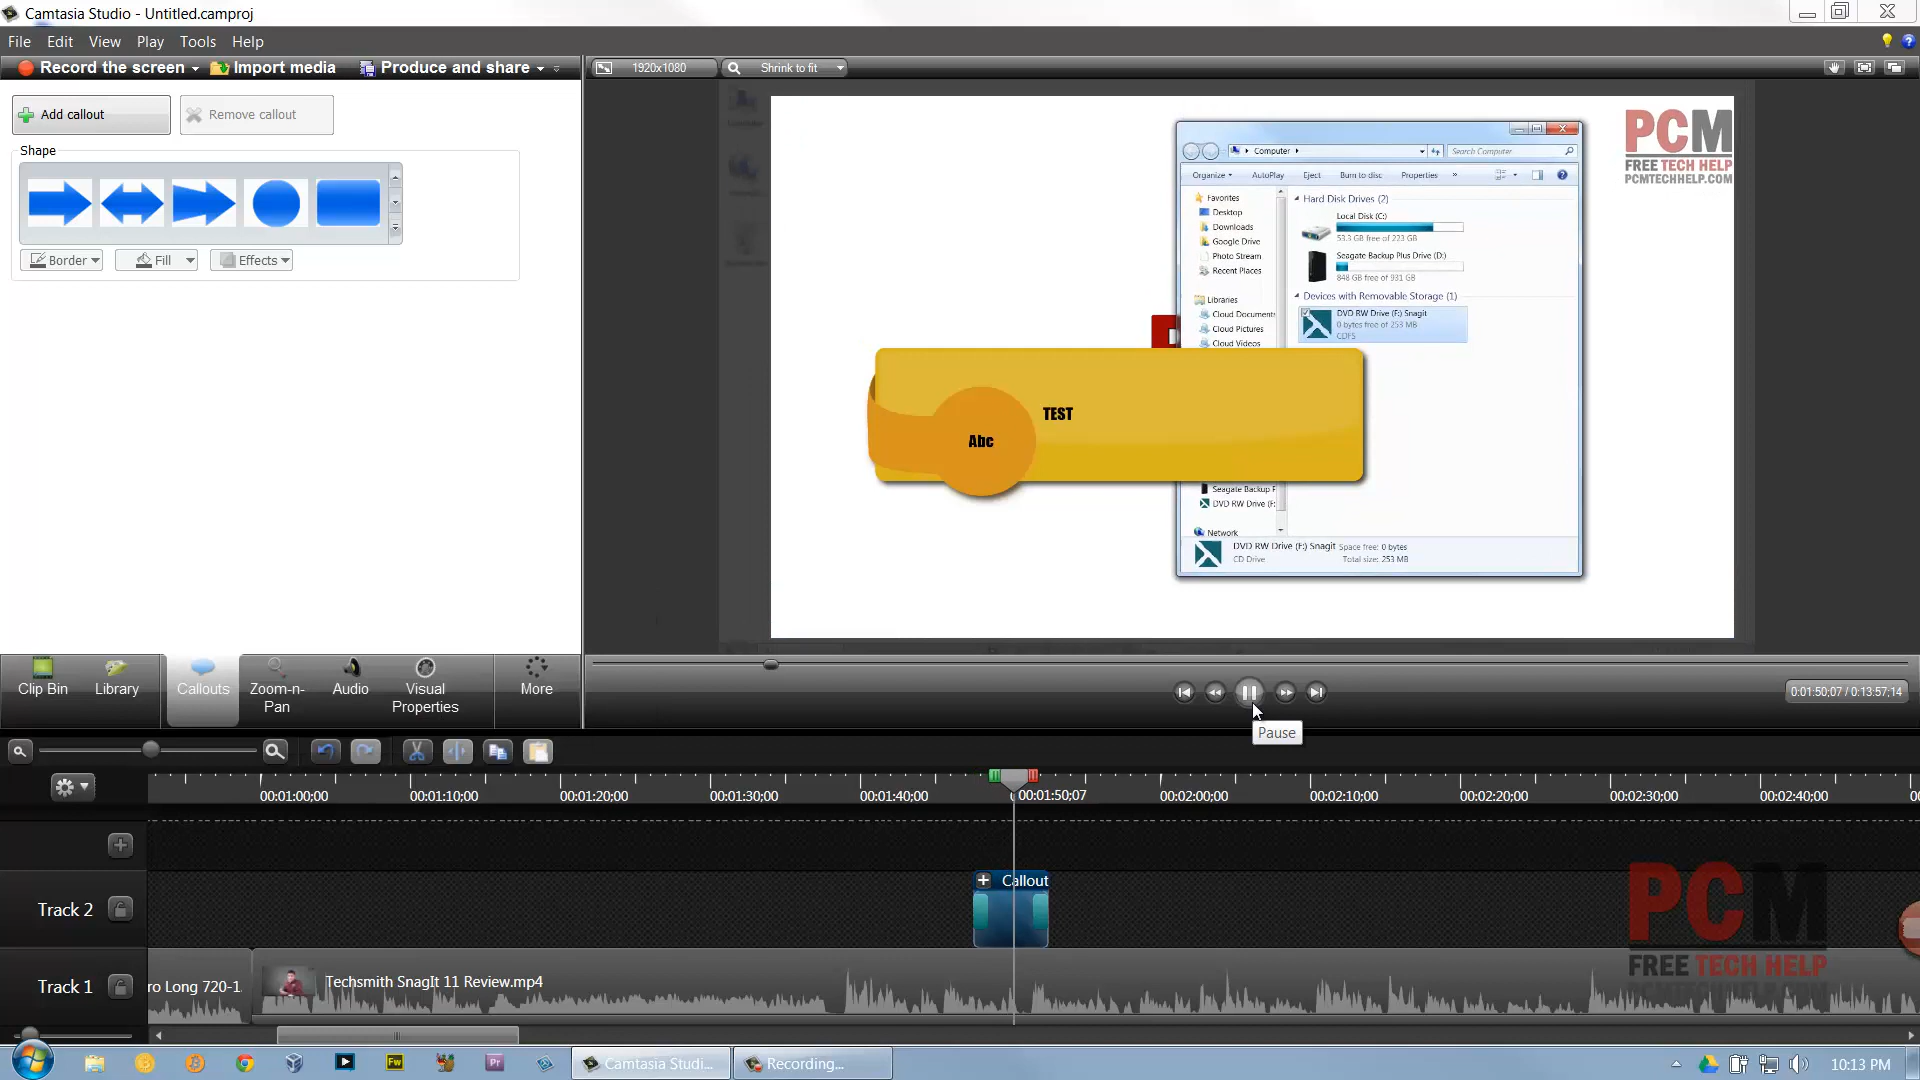 Camtasia Studio - Untitled.camproj
File Edit View Play Tools Help
Record the screen Import media Produce and share 1920x1080 Shrink to fit
Add callout Remove callout
Shape
Border Fill Effects
PCM
FREE TECH HELP
PCMTECHHELP.COM
Computer Search Computer
Organize AutoPlay Eject Burn to disc Properties »
Favorites
Desktop
Downloads
Google Drive
Photo Stream
Recent Places
Libraries
Cloud Documents
Cloud Pictures
Cloud Videos
Hard Disk Drives (2)
Local Disk (C:)
53.3 GB free of 223 GB
Seagate Backup Plus Drive (D:)
848 GB free of 931 GB
Devices with Removable Storage (1)
DVD RW Drive (F:) Snagit
0 bytes free of 253 MB
CDFS
TEST
Abc
Seagate Backup P
DVD RW Drive (F:
Network
DVD RW Drive (F:) Snagit Space free: 0 bytes
CD Drive Total size: 253 MB
Clip Bin Library Callouts Zoom-n-Pan Audio Visual Properties More
0:01:50;07 / 0:13:57;14
Pause
00:01:00;00 00:01:10;00 00:01:20;00 00:01:30;00 00:01:40;00 00:01:50;07 00:02:00;00 00:02:10;00 00:02:20;00 00:02:30;00 00:02:40;00 00
Callout
Track 2
PCM
FREE TECH HELP
PCMTECHHELP.COM
Track 1 ro Long 720-1. Techsmith SnagIt 11 Review.mp4
Fw Pr Camtasia Studi... Recording... 10:13 PM